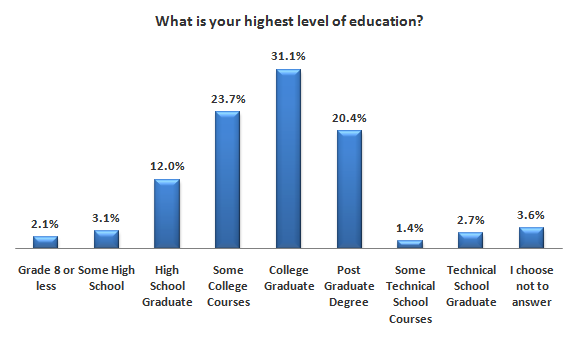 What is your highest level of education?
31.1%
23.7%
20.4%
12.0%
2.1%
3.1%
1.4%
2.7%
3.6%
Grade 8 or
less
Some High
School
High
School
Graduate
Some
College
Courses
College
Graduate
Post
Graduate
Degree
Some
Technical
School
Courses
Technical
School
Graduate
I choose
not to
answer